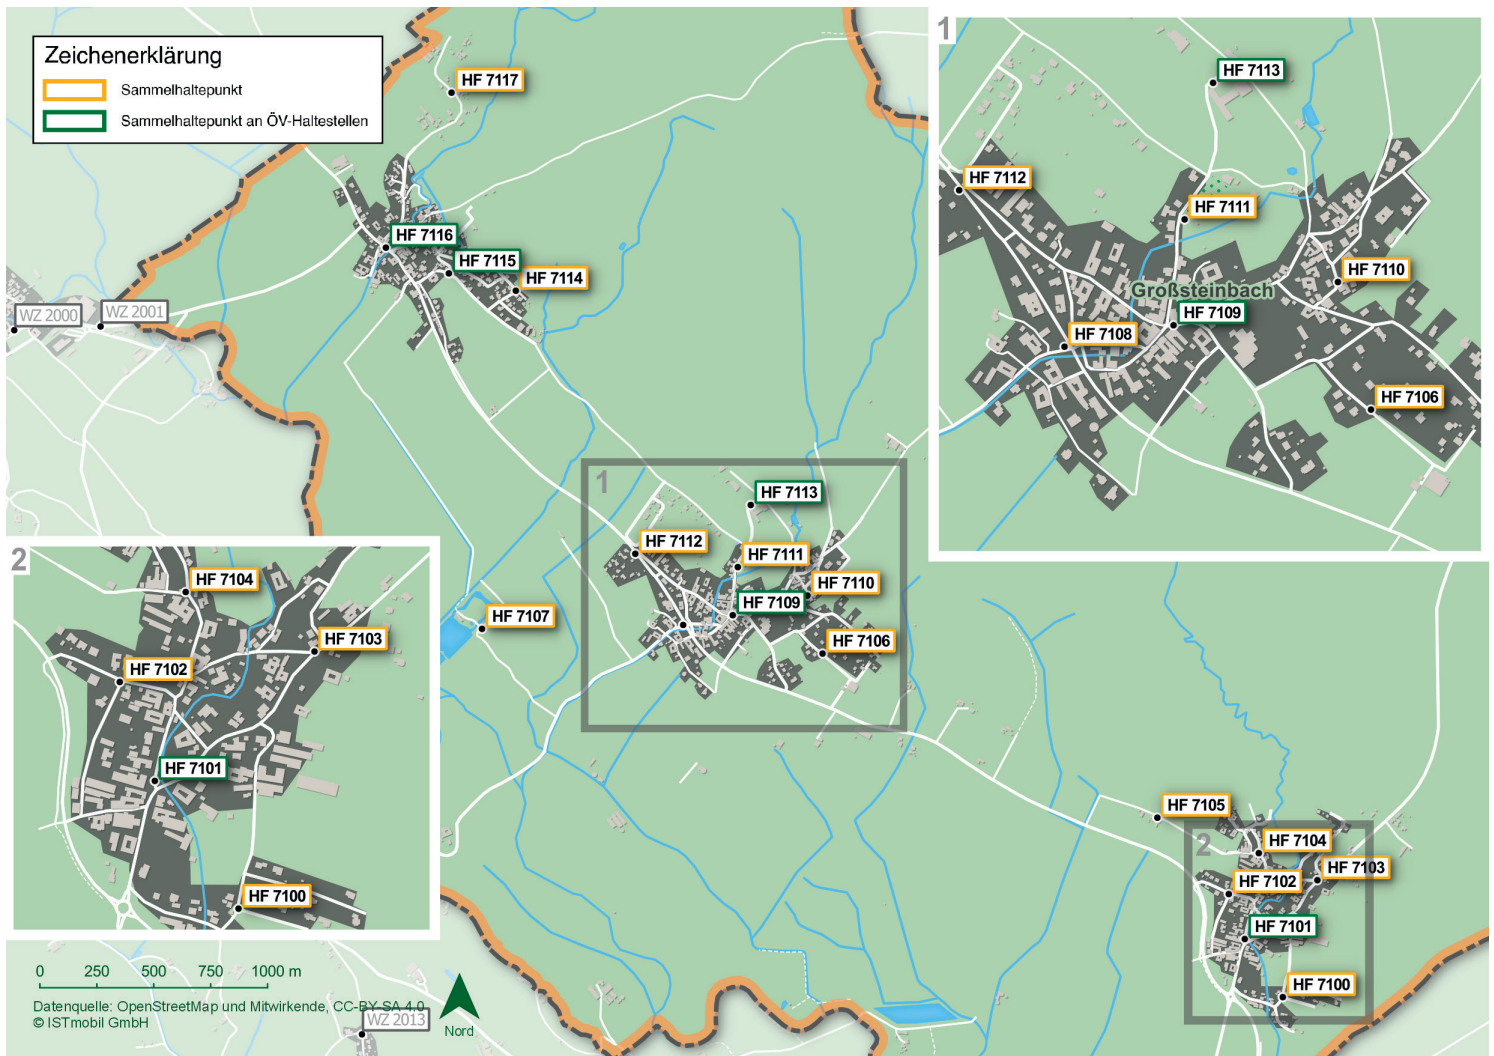 Zeichenerklärung
Sammelhaltepunkt
Sammelhaltepunkt an ÖV-Haltestellen
HF 7117
HF 7116
HF 7115
HF 7114
WZ 2000
WZ 2001
1
HF 7113
HF 7112
HF 7111
HF 7110
Großsteinbach
HF 7109
HF 7108
HF 7106
1
HF 7113
HF 7112
HF 7111
HF 7110
HF 7109
HF 7107
HF 7106
2
HF 7104
HF 7103
HF 7102
HF 7101
HF 7100
HF 7105
2
HF 7104
HF 7103
HF 7102
HF 7101
HF 7100
0 250 500 750 1000 m
Datenquelle: OpenStreetMap und Mitwirkende, CC-BY-SA 4.0
© ISTmobil GmbH
WZ 2013
Nord